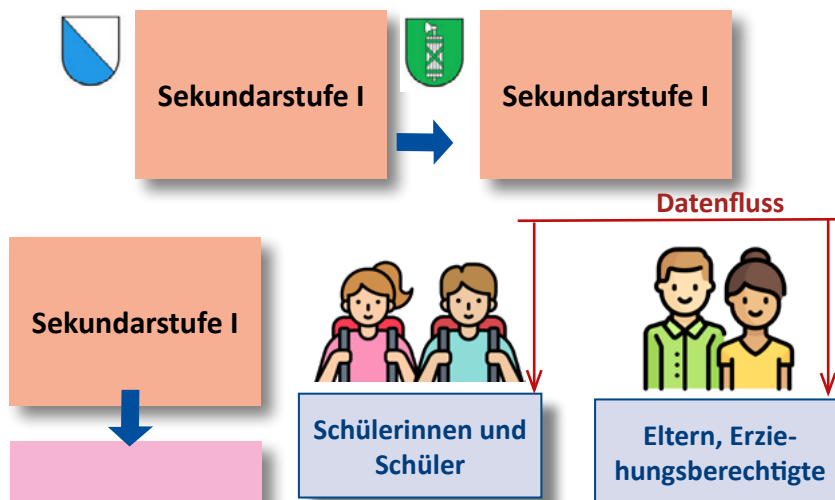 Sekundarstufe I
Sekundarstufe I
Datenfluss
Sekundarstufe I
Schülerinnen und
Schüler
Eltern, Erzie-
hungsberechtigte